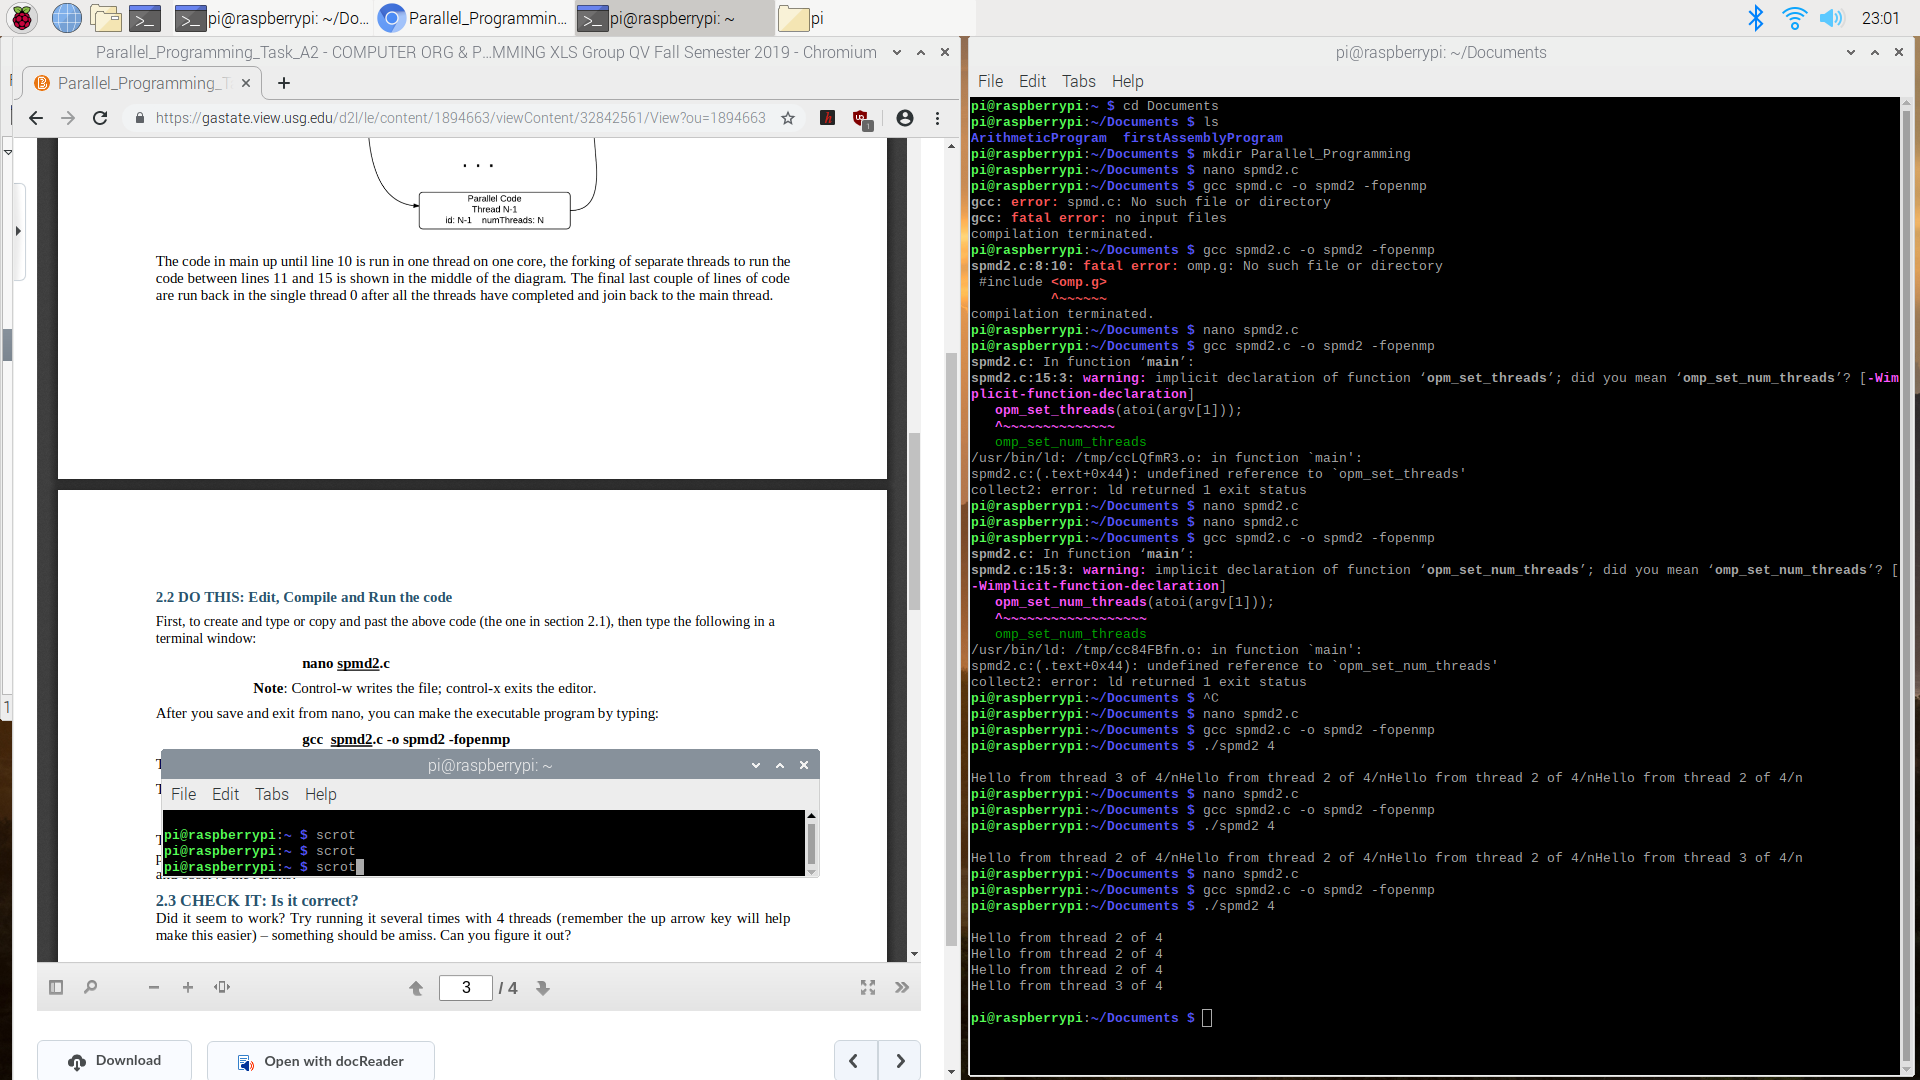 pi@raspberrypi: ~/Do...
Parallel_Programmin...
pi@raspberrypi: ~
pi
23:01
Parallel_Programming_Task_A2 - COMPUTER ORG & P...MMING XLS Group QV Fall Semester 2019 - Chromium
Parallel_Programming_T
https://gastate.view.usg.edu/d2l/le/content/1894663/viewContent/32842561/View?ou=1894663
1
. . .
Parallel Code
Thread N-1
id: N-1 numThreads: N
The code in main up until line 10 is run in one thread on one core, the forking of separate threads to run the
code between lines 11 and 15 is shown in the middle of the diagram. The final last couple of lines of code
are run back in the single thread 0 after all the threads have completed and join back to the main thread.
2.2 DO THIS: Edit, Compile and Run the code
First, to create and type or copy and past the above code (the one in section 2.1), then type the following in a
terminal window:
nano spmd2.c
Note: Control-w writes the file; control-x exits the editor.
After you save and exit from nano, you can make the executable program by typing:
gcc spmd2.c -o spmd2 -fopenmp
pi@raspberrypi: ~
File Edit Tabs Help
pi@raspberrypi:~ $ scrot
pi@raspberrypi:~ $ scrot
pi@raspberrypi:~ $ scrot
2.3 CHECK IT: Is it correct?
Did it seem to work? Try running it several times with 4 threads (remember the up arrow key will help
make this easier) – something should be amiss. Can you figure it out?
3 / 4
Download
Open with docReader
pi@raspberrypi: ~/Documents
File Edit Tabs Help
pi@raspberrypi:~ $ cd Documents
pi@raspberrypi:~/Documents $ ls
ArithmeticProgram firstAssemblyProgram
pi@raspberrypi:~/Documents $ mkdir Parallel_Programming
pi@raspberrypi:~/Documents $ nano spmd2.c
pi@raspberrypi:~/Documents $ gcc spmd.c -o spmd2 -fopenmp
gcc: error: spmd.c: No such file or directory
gcc: fatal error: no input files
compilation terminated.
pi@raspberrypi:~/Documents $ gcc spmd2.c -o spmd2 -fopenmp
spmd2.c:8:10: fatal error: omp.g: No such file or directory
#include <omp.g>
^~~~~~~
compilation terminated.
pi@raspberrypi:~/Documents $ nano spmd2.c
pi@raspberrypi:~/Documents $ gcc spmd2.c -o spmd2 -fopenmp
spmd2.c: In function ‘main’:
spmd2.c:15:3: warning: implicit declaration of function ‘opm_set_threads’; did you mean ‘omp_set_num_threads’? [-Wim
plicit-function-declaration]
opm_set_threads(atoi(argv[1]));
^~~~~~~~~~~~~~~
omp_set_num_threads
/usr/bin/ld: /tmp/ccLQfmR3.o: in function `main':
spmd2.c:(.text+0x44): undefined reference to `opm_set_threads'
collect2: error: ld returned 1 exit status
pi@raspberrypi:~/Documents $ nano spmd2.c
pi@raspberrypi:~/Documents $ nano spmd2.c
pi@raspberrypi:~/Documents $ gcc spmd2.c -o spmd2 -fopenmp
spmd2.c: In function ‘main’:
spmd2.c:15:3: warning: implicit declaration of function ‘opm_set_num_threads’; did you mean ‘omp_set_num_threads’? [
-Wimplicit-function-declaration]
opm_set_num_threads(atoi(argv[1]));
^~~~~~~~~~~~~~~~~~~
omp_set_num_threads
/usr/bin/ld: /tmp/cc84FBfn.o: in function `main':
spmd2.c:(.text+0x44): undefined reference to `opm_set_num_threads'
collect2: error: ld returned 1 exit status
pi@raspberrypi:~/Documents $ ^C
pi@raspberrypi:~/Documents $ nano spmd2.c
pi@raspberrypi:~/Documents $ gcc spmd2.c -o spmd2 -fopenmp
pi@raspberrypi:~/Documents $ ./spmd2 4
Hello from thread 3 of 4/nHello from thread 2 of 4/nHello from thread 2 of 4/nHello from thread 2 of 4/n
pi@raspberrypi:~/Documents $ nano spmd2.c
pi@raspberrypi:~/Documents $ gcc spmd2.c -o spmd2 -fopenmp
pi@raspberrypi:~/Documents $ ./spmd2 4
Hello from thread 2 of 4/nHello from thread 2 of 4/nHello from thread 2 of 4/nHello from thread 3 of 4/n
pi@raspberrypi:~/Documents $ nano spmd2.c
pi@raspberrypi:~/Documents $ gcc spmd2.c -o spmd2 -fopenmp
pi@raspberrypi:~/Documents $ ./spmd2 4
Hello from thread 2 of 4
Hello from thread 2 of 4
Hello from thread 2 of 4
Hello from thread 3 of 4
pi@raspberrypi:~/Documents $